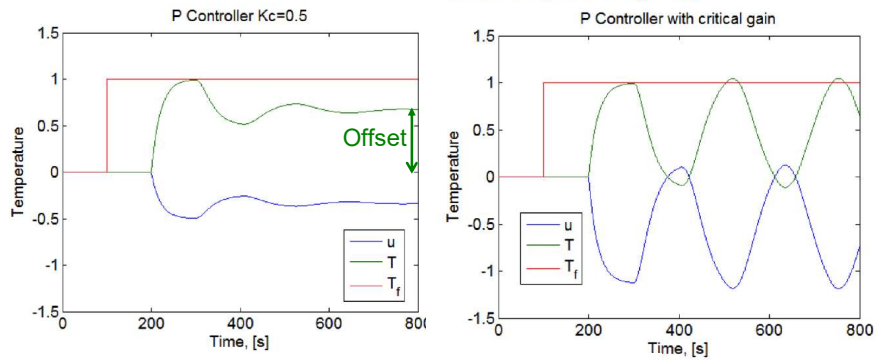 P Controller Kc=0.5
1.5
1
0.5
0
-0.5
-1
-1.5
Temperature
Offset
u
T
Tf
0 200 400 600 800
Time, [s]
P Controller with critical gain
1.5
1
0.5
0
-0.5
-1
-1.5
Temperature
u
T
Tf
0 200 400 600 800
Time, [s]